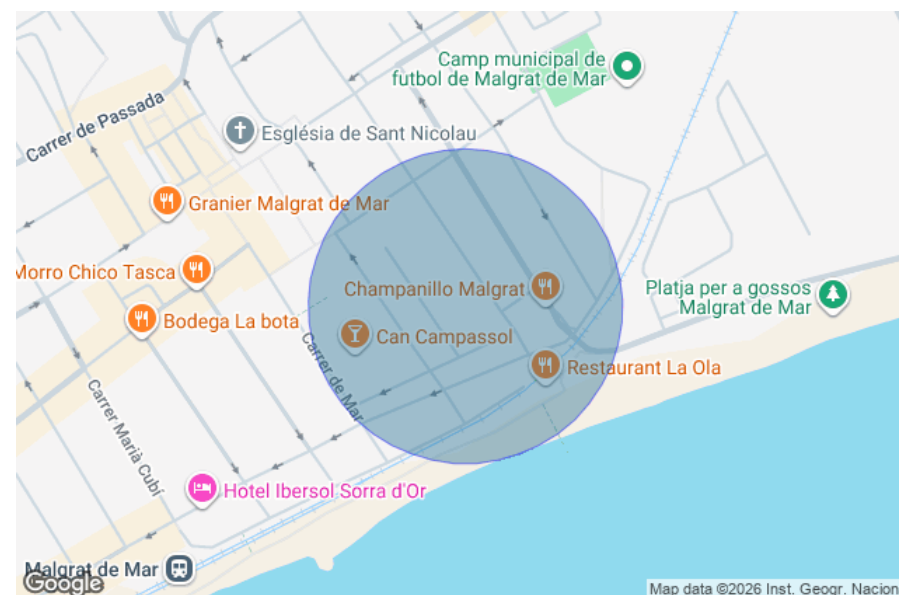 Camp municipal de
futbol de Malgrat de Mar
Carrer de Passada
Església de Sant Nicolau
Granier Malgrat de Mar
Morro Chico Tasca
Champanillo Malgrat
Platja per a gossos
Malgrat de Mar
Bodega La bota
Can Campassol
Carrer de Mar
Restaurant La Ola
Carrer Marià Cubí
Hotel Ibersol Sorra d'Or
Malgrat de Mar
Google
Map data ©2026 Inst. Geogr. Nacion